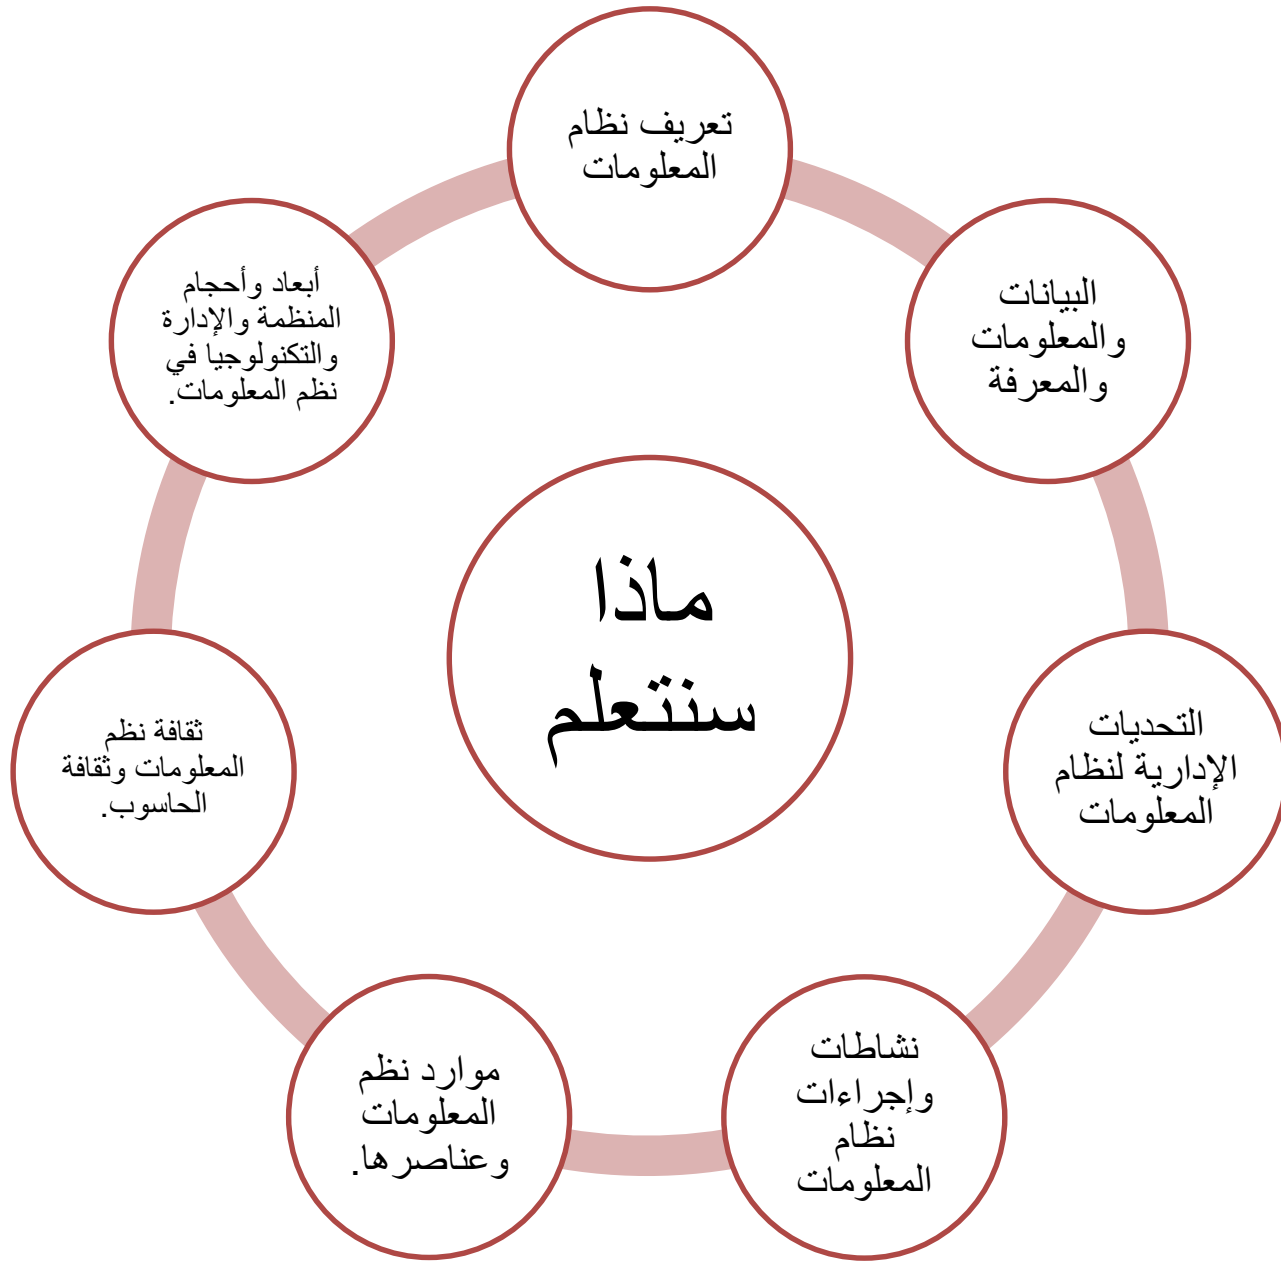 تعريف نظام
المعلومات
البيانات
والمعلومات
والمعرفة
التحديات
الإدارية لنظام
المعلومات
نشاطات
وإجراءات
نظام
المعلومات
موارد نظم
المعلومات
وعناصرها.
ثقافة نظم
المعلومات وثقافة
الحاسوب.
أبعاد وأحجام
المنظمة والإدارة
والتكنولوجيا في
نظم المعلومات.
ماذا
سنتعلم